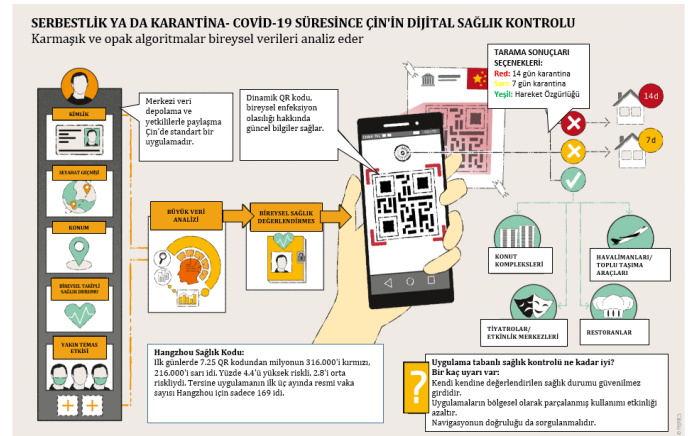 SERBESTLİK YA DA KARANTİNA- COVİD-19 SÜRESİNCE ÇİN'İN DİJİTAL SAĞLIK KONTROLU
Karmaşık ve opak algoritmalar bireysel verileri analiz eder
KİMLİK
SEYAHAT GEÇMİŞİ
KONUM
BİREYSEL TAKİPLİ
SAĞLIK DURUMU
YAKIN TEMAS
ETKİSİ
Merkezi veri
depolama ve
yetkililerle paylaşma
Çin'de standart bir
uygulamadır.
Dinamik QR kodu,
bireysel enfeksiyon
olasılığı hakkında
güncel bilgiler sağlar.
BÜYÜK VERİ
ANALİZİ
BİREYSEL SAĞLIK
DEĞERLENDİRMES
TARAMA SONUÇLARI
SEÇENEKLERİ:
Red: 14 gün karantina
Sarı: 7 gün karantina
Yeşil: Hareket Özgürlüğü
14d
7d
KONUT
KOMPLEKSLERİ
HAVALİMANLARI/
TOPLU TAŞIMA
ARAÇLARI
TİYATROLAR/
ETKİNLİK MERKEZLERİ
RESTORANLAR
Hangzhou Sağlık Kodu:
Ilk günlerde 7.25 QR kodundan milyonun 316.000'i kırmızı,
216.000'i sarı idi. Yüzde 4.4'ü yüksek riskli, 2.8'i orta
riskliydi. Tersine uygulamanın ilk üç ayında resmi vaka
sayısı Hangzhou için sadece 169 idi.
?
Uygulama tabanlı sağlık kontrolü ne kadar iyi?
Bir kaç uyarı var:
Kendi kendine değerlendirilen sağlık durumu güvenilmez
girdidir.
Uygulamaların bölgesel olarak parçalanmış kullanımı etkinliği
azaltır.
Navigasyonun doğruluğu da sorgulanmalıdır.